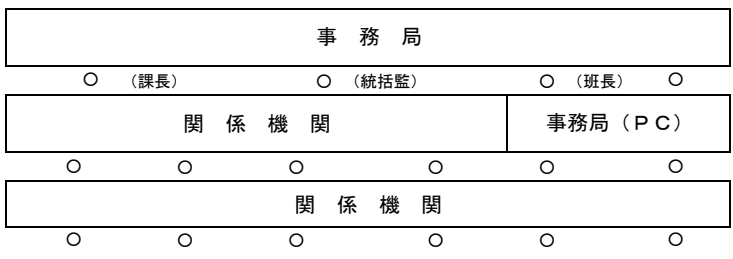 事　務　局
○　（課長）　○　（統括監）　○　（班長）　○
関　係　機　関　事務局（ＰＣ）
○　○　○　○　○　○
関　係　機　関
○　○　○　○　○　○